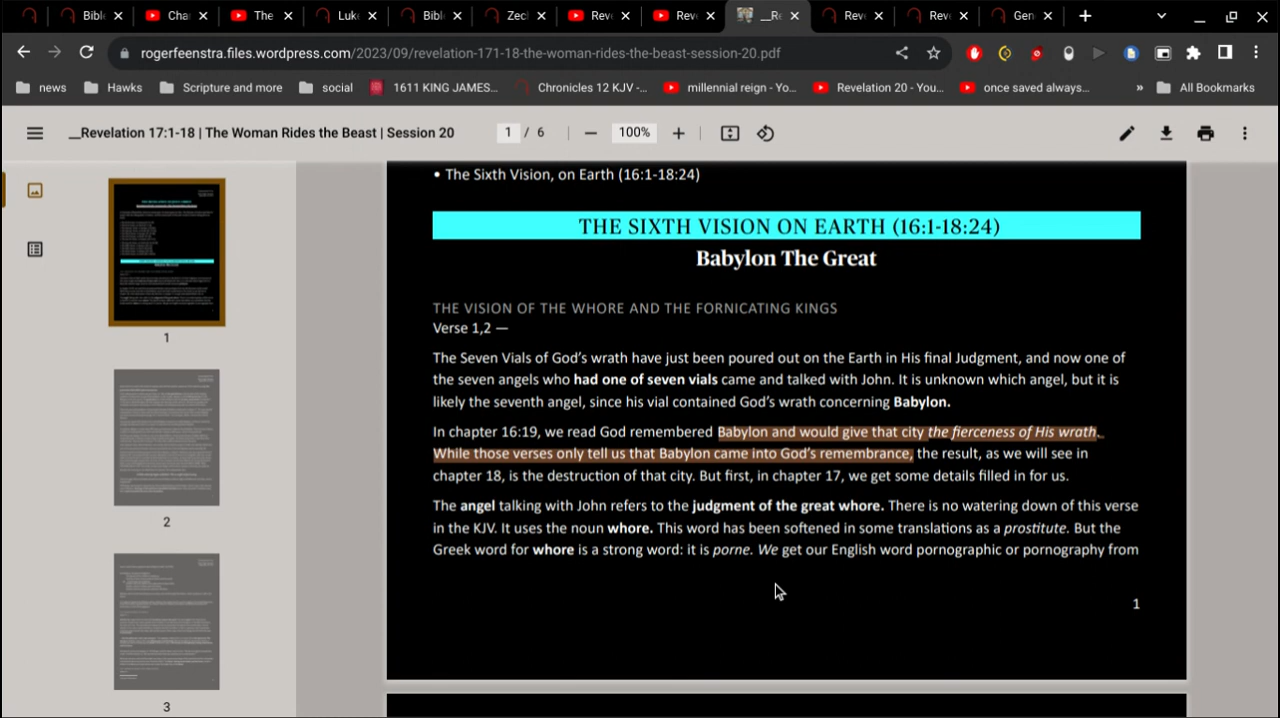 Bibl
Cha
The
Luk
Bibl
Zec
Reve
Reve
__Re
Reve
Reve
Gen
rogerfeenstra.files.wordpress.com/2023/09/revelation-171-18-the-woman-rides-the-beast-session-20.pdf
news
Hawks
Scripture and more
social
1611 KING JAMES...
Chronicles 12 KJV -...
millennial reign - Yo...
Revelation 20 - You...
once saved always...
»
All Bookmarks
__Revelation 17:1-18 | The Woman Rides the Beast | Session 20
1 / 6
100%
1
2
3
• The Sixth Vision, on Earth (16:1-18:24)
THE SIXTH VISION ON EARTH (16:1-18:24)
Babylon The Great
THE VISION OF THE WHORE AND THE FORNICATING KINGS
Verse 1,2 —
The Seven Vials of God’s wrath have just been poured out on the Earth in His final Judgment, and now one of
the seven angels who had one of seven vials came and talked with John. It is unknown which angel, but it is
likely the seventh angel, since his vial contained God’s wrath concerning Babylon.
In chapter 16:19, we read God remembered Babylon and would give that city the fierceness of His wrath.
While those verses only tell us that Babylon came into God’s remembrance, the result, as we will see in
chapter 18, is the destruction of that city. But first, in chapter 17, we get some details filled in for us.
The angel talking with John refers to the judgment of the great whore. There is no watering down of this verse
in the KJV. It uses the noun whore. This word has been softened in some translations as a prostitute. But the
Greek word for whore is a strong word: it is porne. We get our English word pornographic or pornography from
1